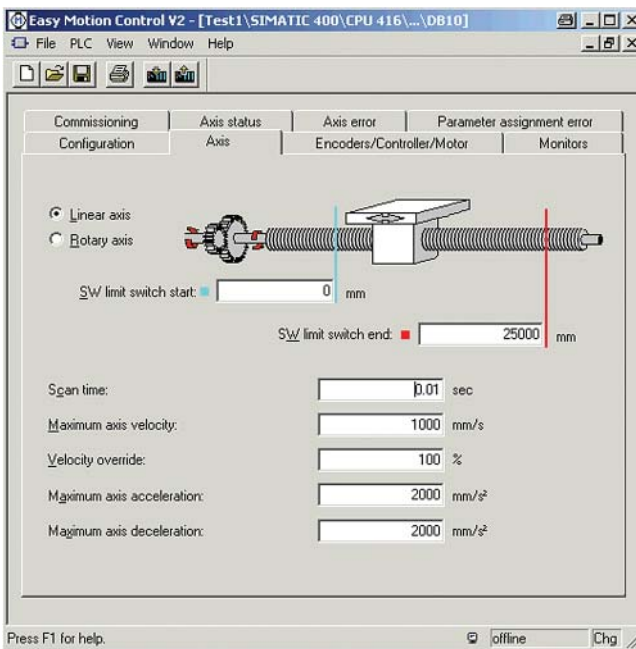 Easy Motion Control V2 - [Test1\SIMATIC 400\CPU 416\...\DB10]
File PLC View Window Help
Commissioning Axis status Axis error Parameter assignment error
Configuration Axis Encoders/Controller/Motor Monitors
Linear axis
Rotary axis
SW limit switch start: 0 mm
SW limit switch end: 25000 mm
Scan time: 0.01 sec
Maximum axis velocity: 1000 mm/s
Velocity override: 100 %
Maximum axis acceleration: 2000 mm/s²
Maximum axis deceleration: 2000 mm/s²
Press F1 for help. offline Chg